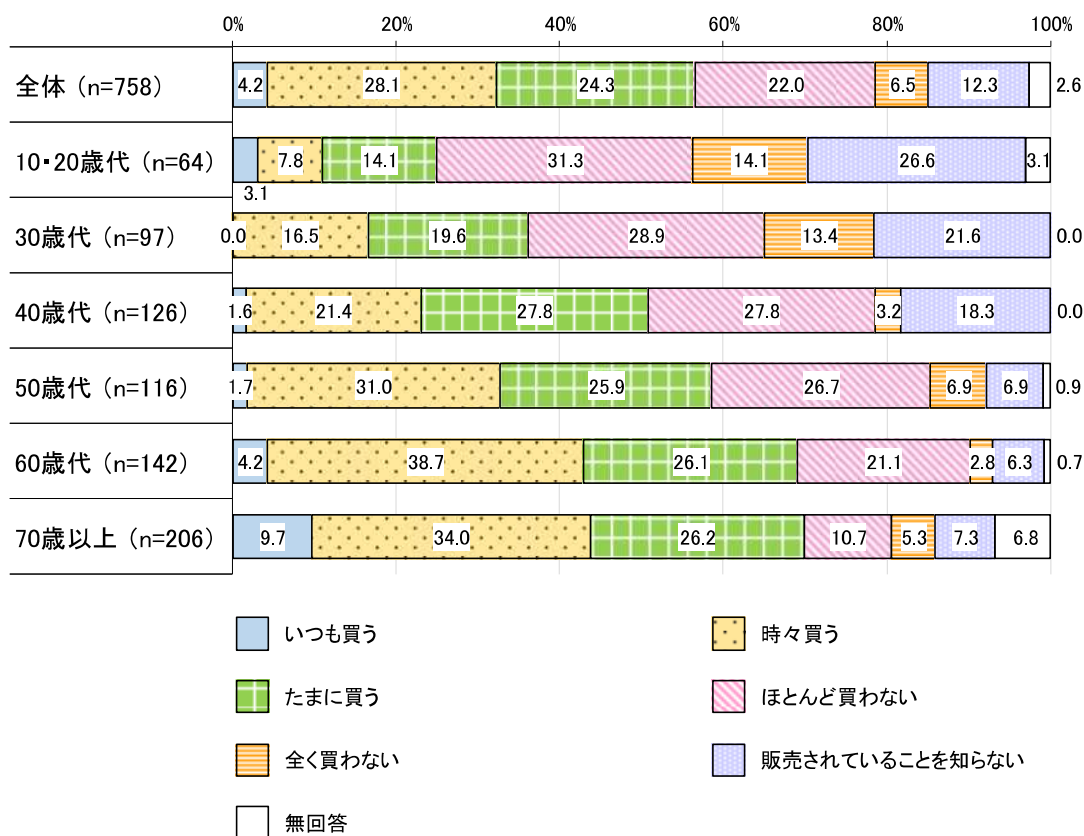 0% 20% 40% 60% 80% 100%
全体 (n=758) 4.2 28.1 24.3 22.0 6.5 12.3 2.6
10・20歳代 (n=64) 3.1 7.8 14.1 31.3 14.1 26.6 3.1
30歳代 (n=97) 0.0 16.5 19.6 28.9 13.4 21.6 0.0
40歳代 (n=126) 1.6 21.4 27.8 27.8 3.2 18.3 0.0
50歳代 (n=116) 1.7 31.0 25.9 26.7 6.9 6.9 0.9
60歳代 (n=142) 4.2 38.7 26.1 21.1 2.8 6.3 0.7
70歳以上 (n=206) 9.7 34.0 26.2 10.7 5.3 7.3 6.8
いつも買う 時々買う
たまに買う ほとんど買わない
全く買わない 販売されていることを知らない
無回答